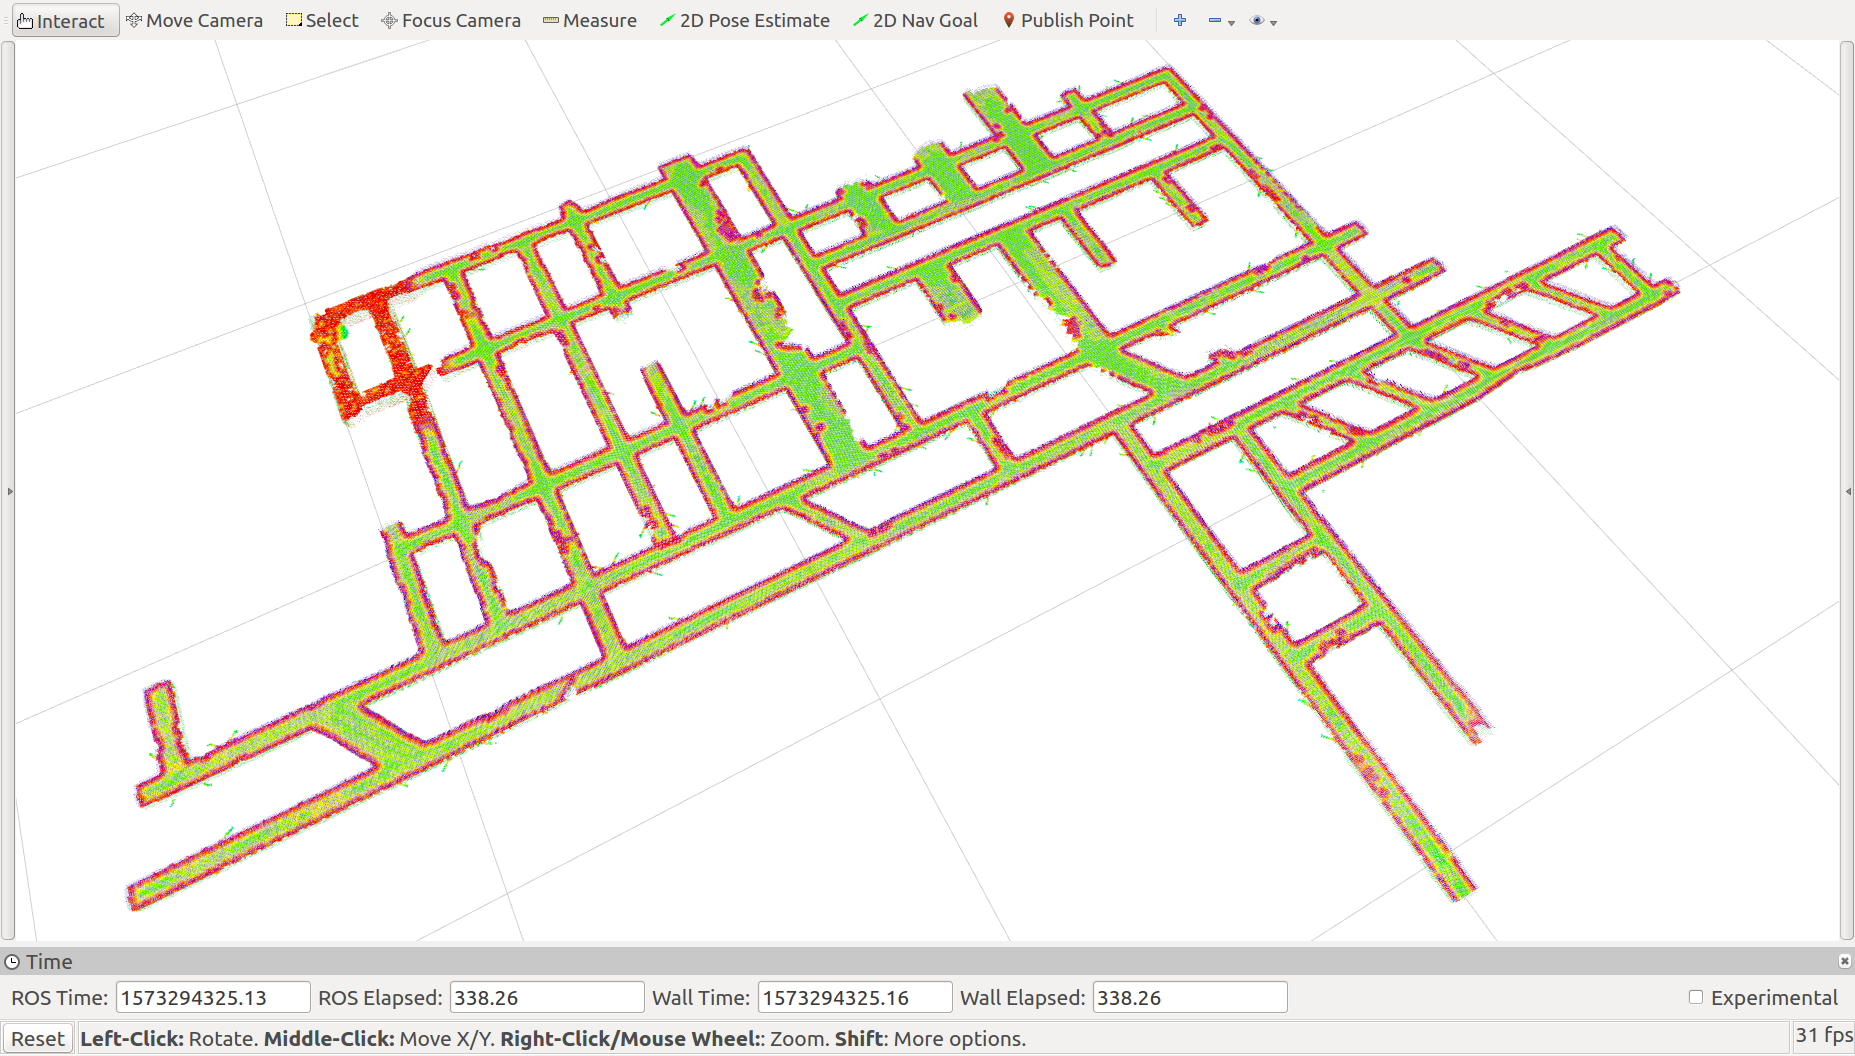 Interact Move Camera Select Focus Camera Measure 2D Pose Estimate 2D Nav Goal Publish Point
Time
ROS Time: 1573294325.13 ROS Elapsed: 338.26 Wall Time: 1573294325.16 Wall Elapsed: 338.26 Experimental
Reset Left-Click: Rotate. Middle-Click: Move X/Y. Right-Click/Mouse Wheel:: Zoom. Shift: More options. 31 fps